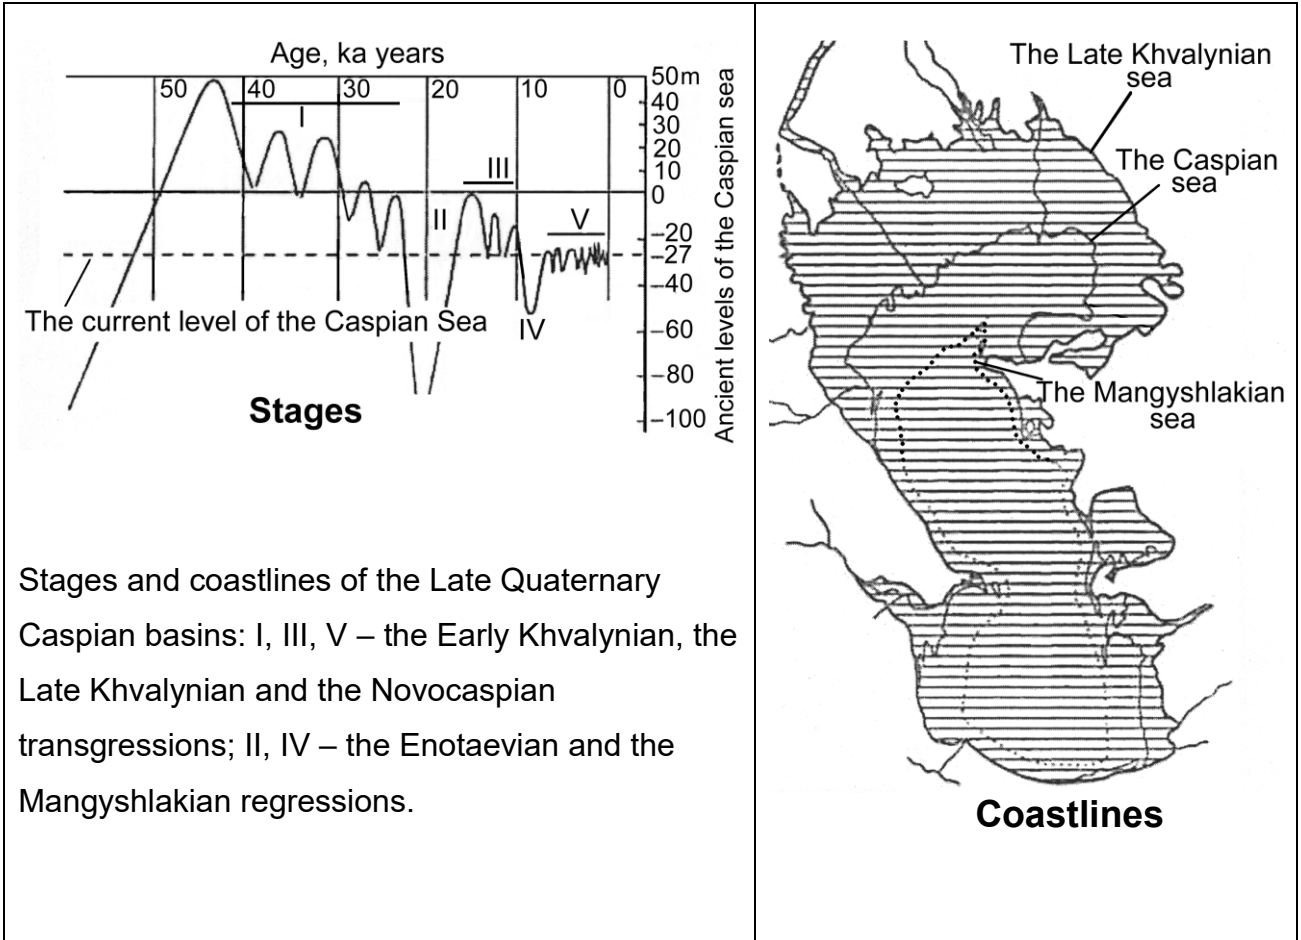 Age, ka years
50 40 30 20 10 0
50 m
40
30
20
10
0
–20
–27
–40
–60
–80
–100
Ancient levels of the Caspian sea
I
II
III
IV
V
The current level of the Caspian Sea
Stages
Stages and coastlines of the Late Quaternary
Caspian basins: I, III, V – the Early Khvalynian, the
Late Khvalynian and the Novocaspian
transgressions; II, IV – the Enotaevian and the
Mangyshlakian regressions.
The Late Khvalynian
sea
The Caspian
sea
The Mangyshlakian
sea
Coastlines